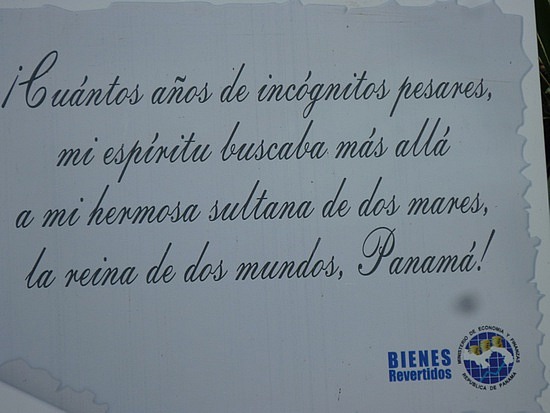 ¡Cuántos años de incógnitos pesares,
mi espíritu buscaba más allá
a mi hermosa sultana de dos mares,
la reina de dos mundos, Panamá!
BIENES
Revertidos
MINISTERIO DE ECONOMIA Y FINANZAS
REPUBLICA DE PANAMA